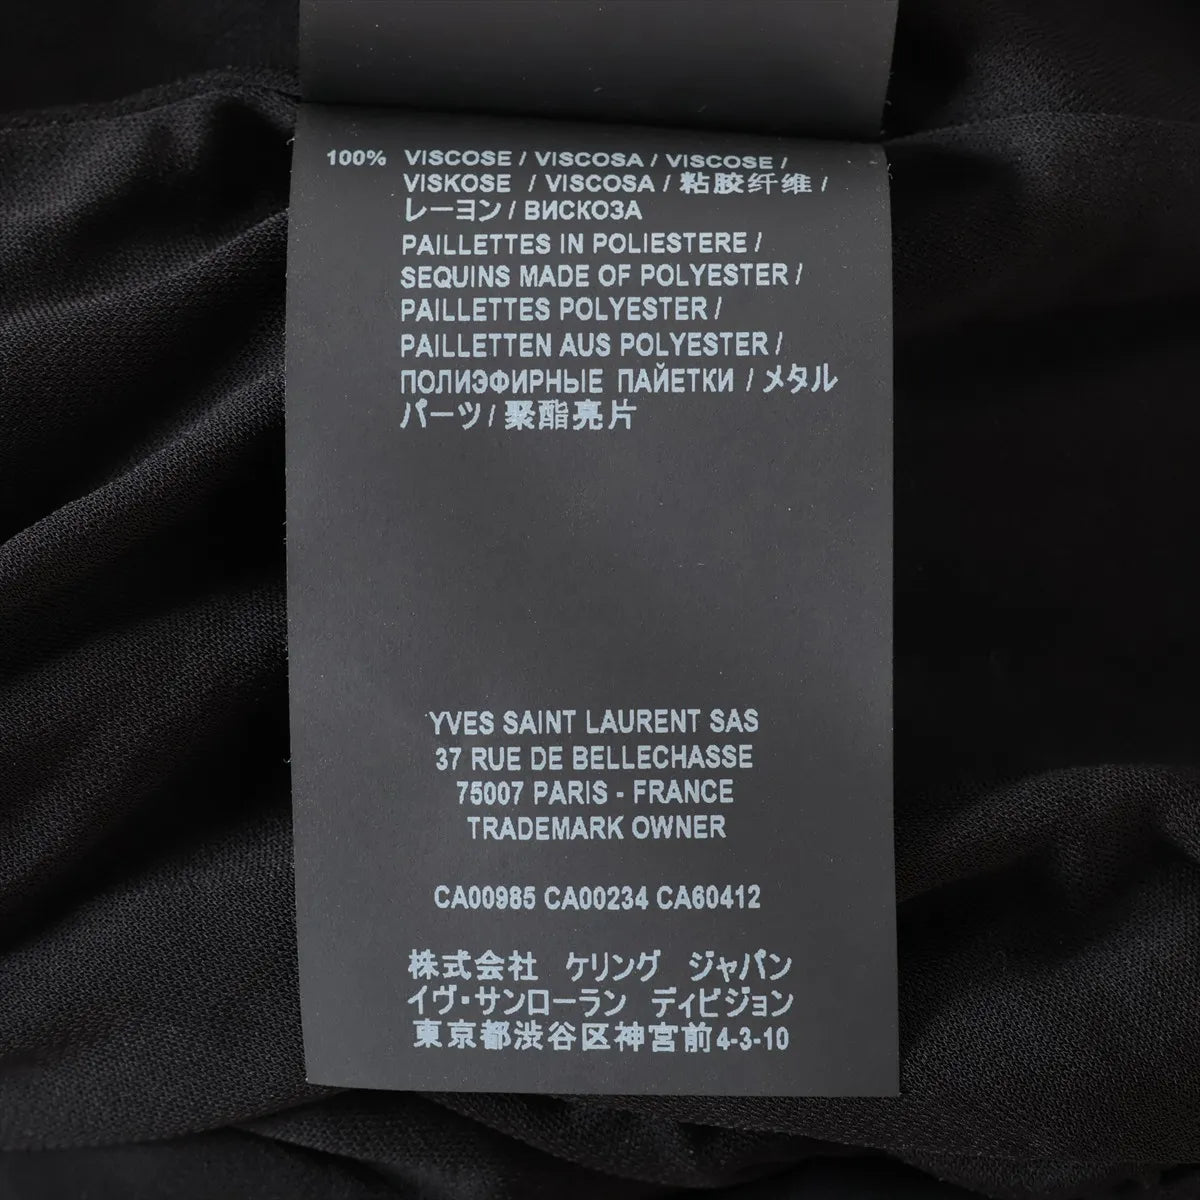 100% VISCOSE / VISCOSA / VISCOSE /
VISKOSE / VISCOSA / 粘胶纤维 /
レーヨン / ВИСКОЗА
PAILLETTES IN POLIESTERE /
SEQUINS MADE OF POLYESTER /
PAILLETTES POLYESTER /
PAILLETTEN AUS POLYESTER /
ПОЛИЭФИРНЫЕ ПАЙЕТКИ / メタル
パーツ / 聚酯亮片
YVES SAINT LAURENT SAS
37 RUE DE BELLECHASSE
75007 PARIS - FRANCE
TRADEMARK OWNER
CA00985 CA00234 CA60412
株式会社 ケリング ジャパン
イヴ・サンローラン ディビジョン
東京都渋谷区神宮前4-3-10